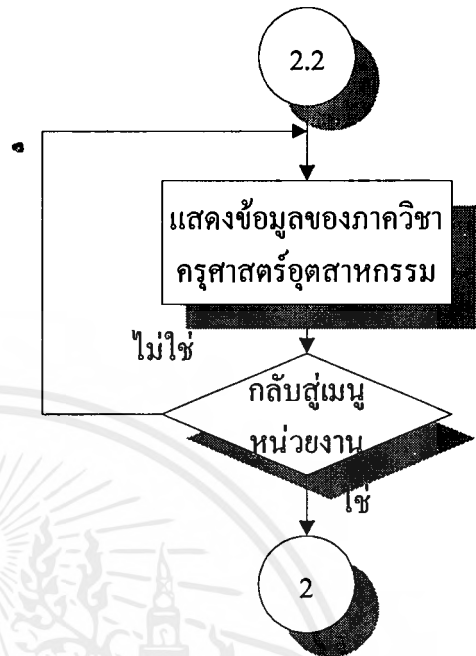 2.2
แสดงข้อมูลของภาควิชา
ครุศาสตร์อุตสาหกรรม
ไม่ใช่
กลับสู่เมนู
หน่วยงาน
ใช่
2